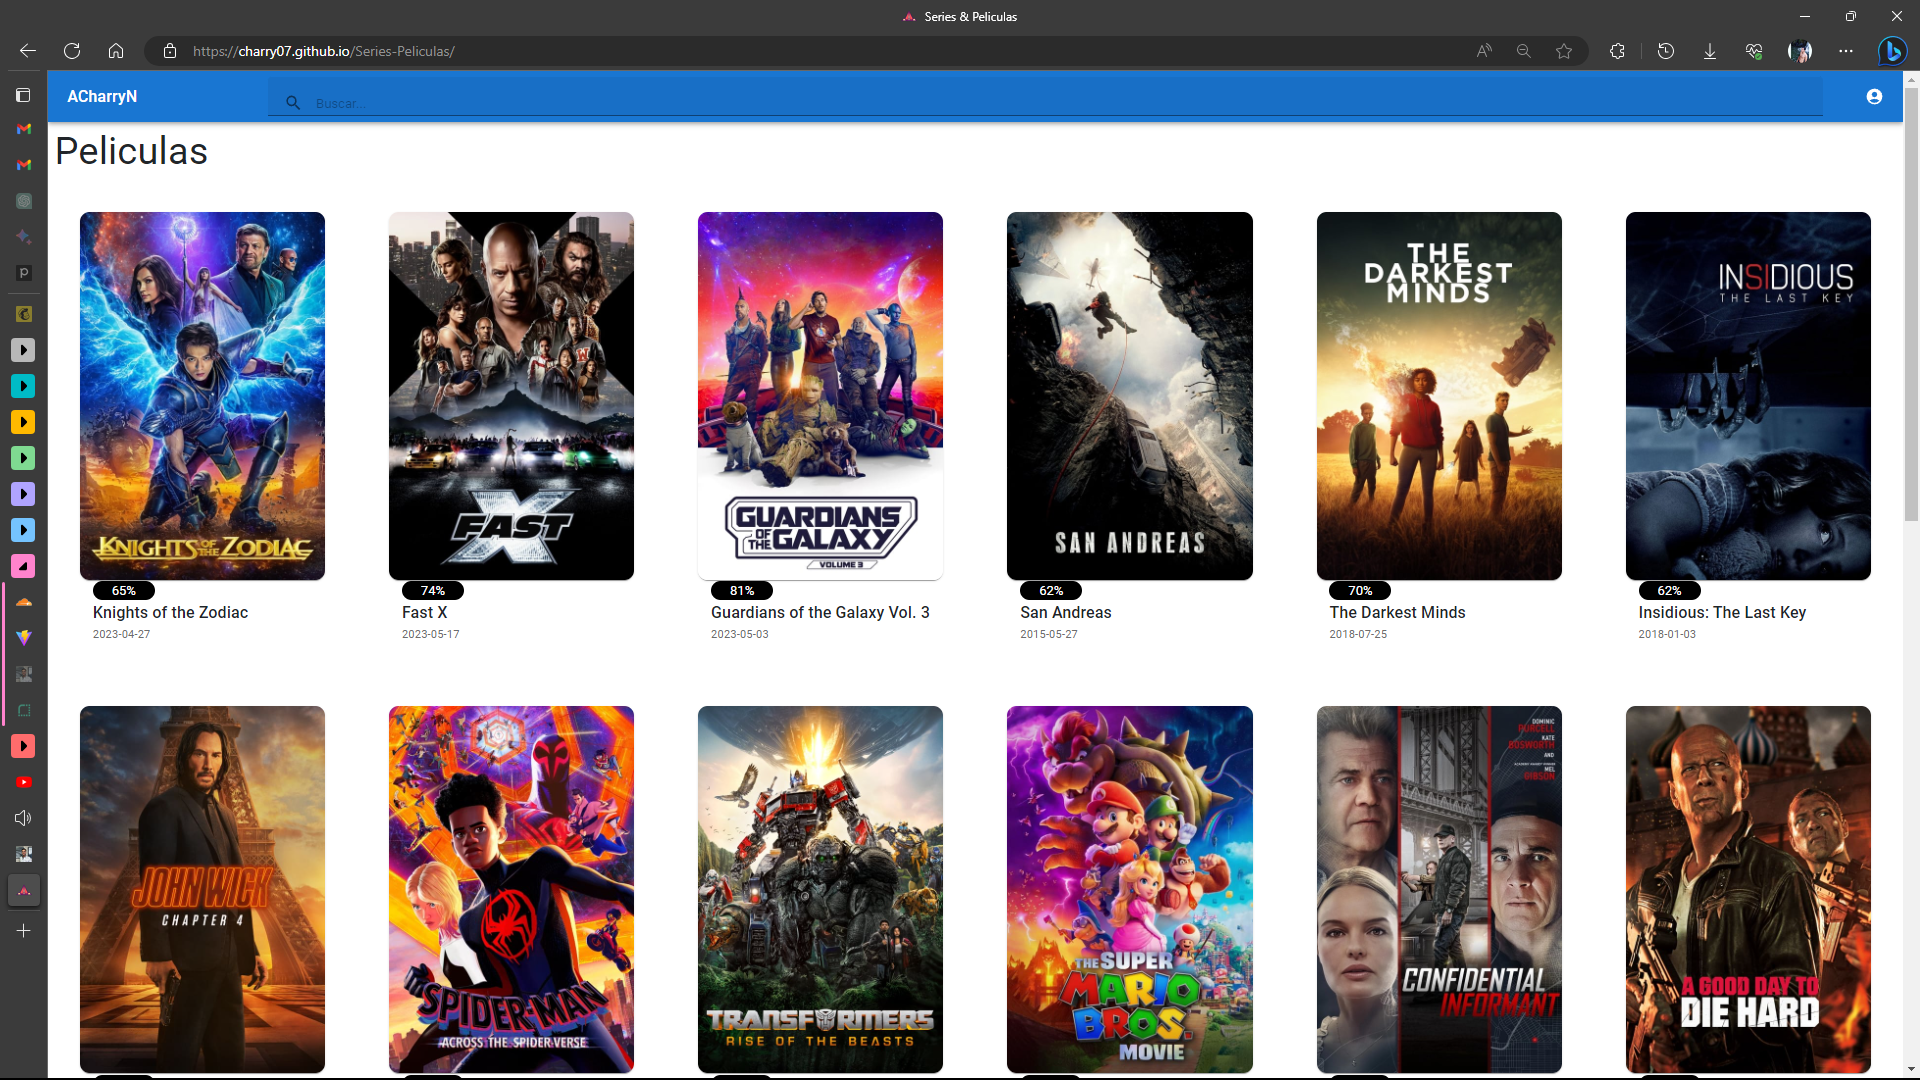 Series & Peliculas
https://charry07.github.io/Series-Peliculas/
ACharryN
Buscar...
Peliculas
KNIGHTS OF THE ZODIAC
FAST X
GUARDIANS
OF THE GALAXY
VOLUME 3
SAN ANDREAS
THE
DARKEST
MINDS
INSIDIOUS
THE LAST KEY
65%
74%
81%
62%
70%
62%
Knights of the Zodiac
Fast X
Guardians of the Galaxy Vol. 3
San Andreas
The Darkest Minds
Insidious: The Last Key
2023-04-27
2023-05-17
2023-05-03
2015-05-27
2018-07-25
2018-01-03
JOHN WICK
CHAPTER 4
SPIDER-MAN
ACROSS THE SPIDER-VERSE
TRANSFORMERS
RISE OF THE BEASTS
THE SUPER
MARIO
BROS.
MOVIE
DOMINIC
PURCELL
KATE
BOSWORTH
AND
MEL
GIBSON
CONFIDENTIAL
INFORMANT
A GOOD DAY TO
DIE HARD